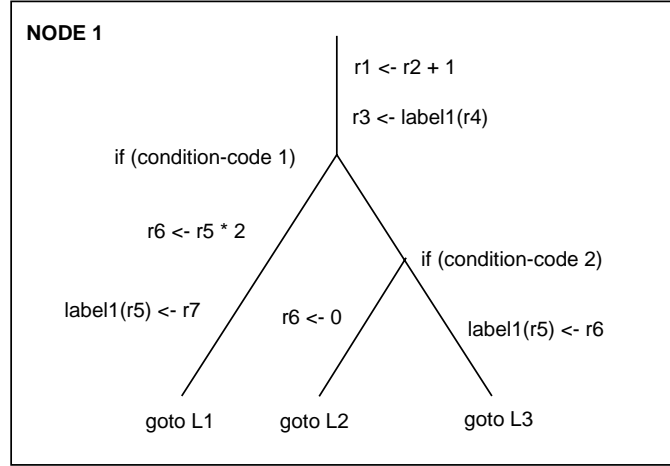 NODE 1
r1 <- r2 + 1
r3 <- label1(r4)
if (condition-code 1)
r6 <- r5 * 2
if (condition-code 2)
label1(r5) <- r7
r6 <- 0
label1(r5) <- r6
goto L1
goto L2
goto L3